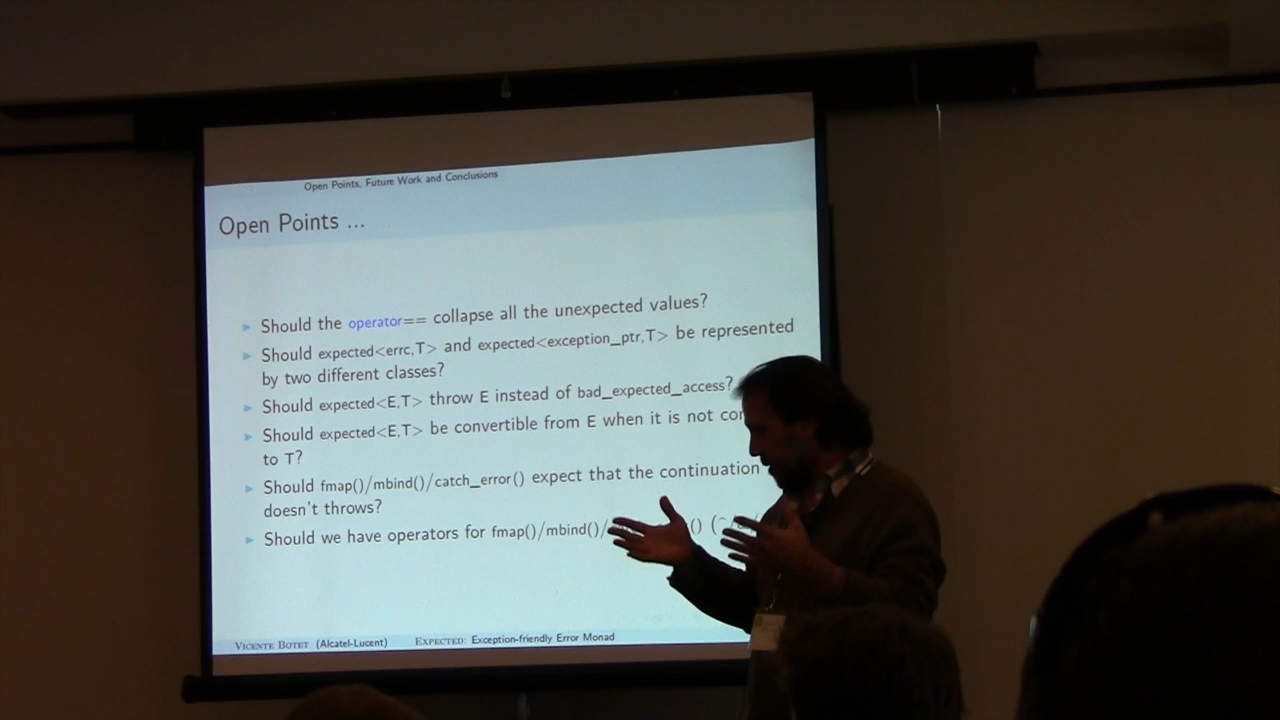 Open Points, Future Work and Conclusions
Open Points ...
Should the operator== collapse all the unexpected values?
Should expected<errc,T> and expected<exception_ptr,T> be represented
by two different classes?
Should expected<E,T> throw E instead of bad_expected_access?
Should expected<E,T> be convertible from E when it is not
to T?
Should fmap()/mbind()/catch_error() expect that the continuation
doesn't throws?
Should we have operators for fmap()/mbind()/
VICENTE BOTET (Alcatel-Lucent) EXPECTED: Exception-friendly Error Monad